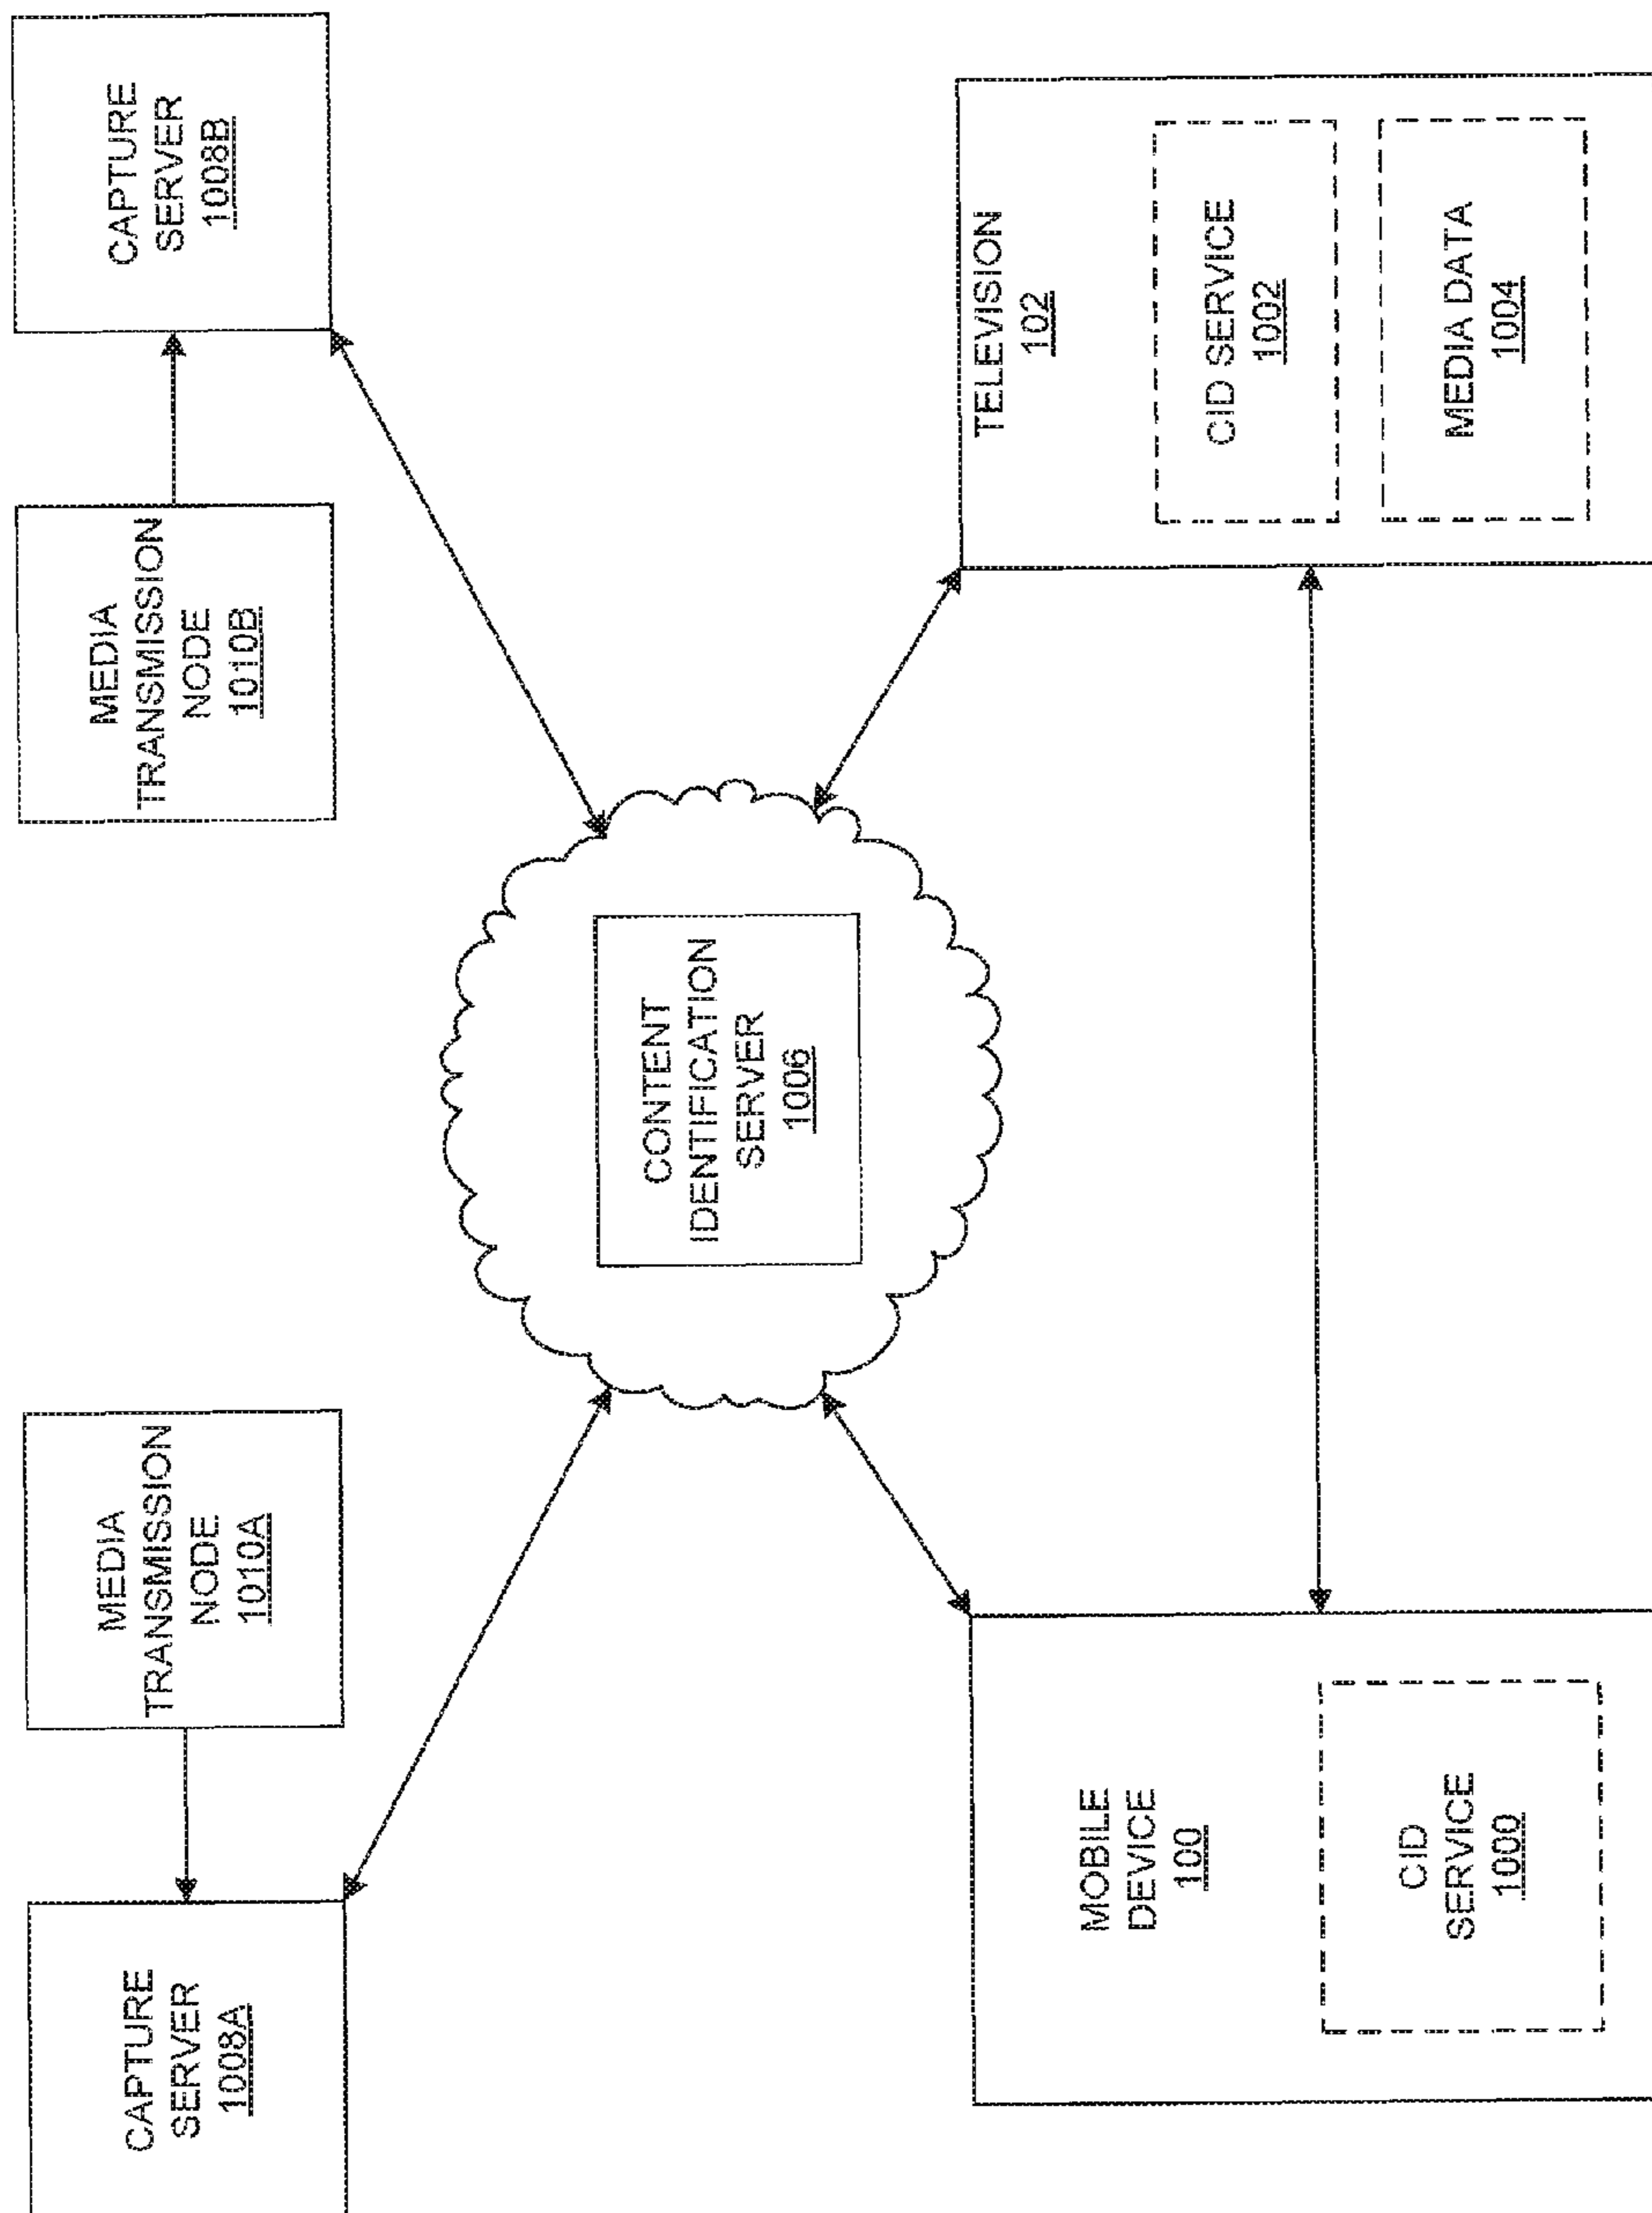 CAPTURE
SERVER
1008A
MEDIA
TRANSMISSION
NODE
1010A
MEDIA
TRANSMISSION
NODE
1010B
CAPTURE
SERVER
1008B
CONTENT
IDENTIFICATION
SERVER
1006
MOBILE
DEVICE
100
CID
SERVICE
1000
TELEVISION
102
CID SERVICE
1002
MEDIA DATA
1004